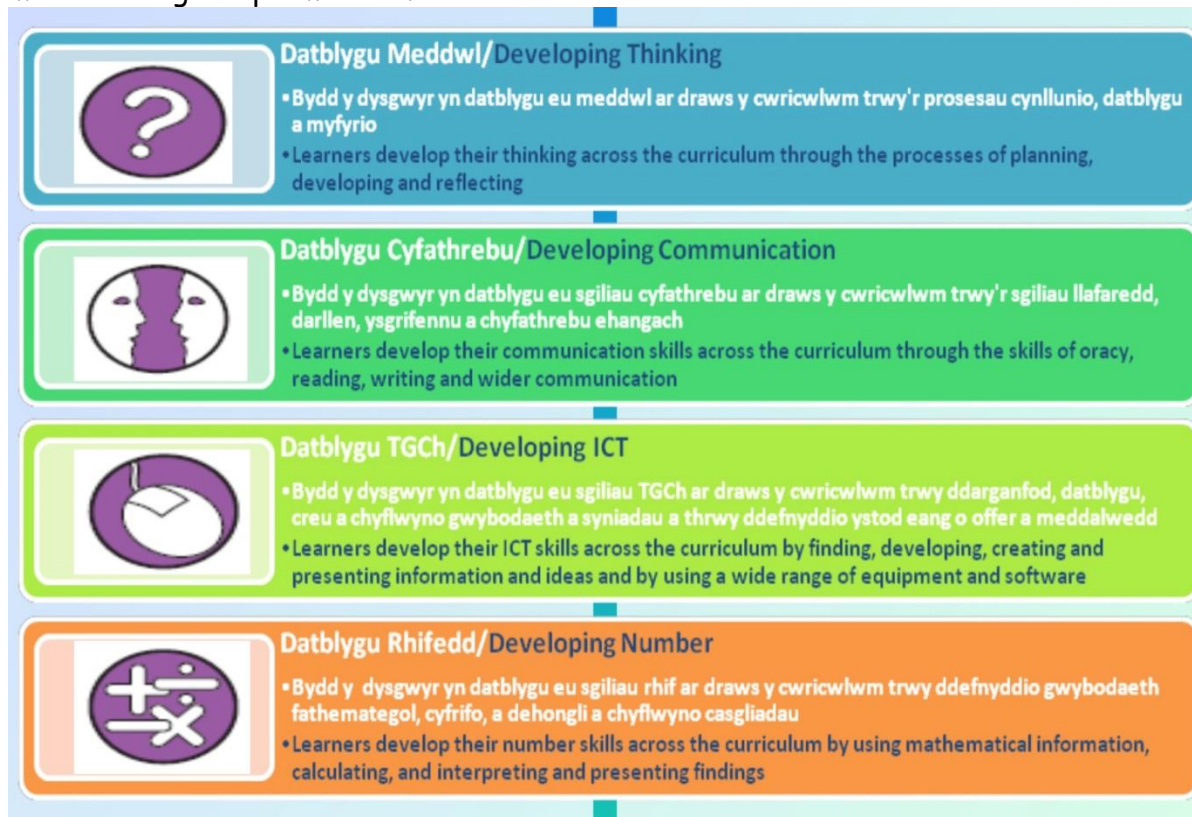 Datblygu Meddwl/Developing Thinking
•Bydd y dysgwyr yn datblygu eu meddwl ar draws y cwricwlwm trwy'r prosesau cynllunio, datblygu
a myfyrio
•Learners develop their thinking across the curriculum through the processes of planning,
developing and reflecting
Datblygu Cyfathrebu/Developing Communication
•Bydd y dysgwyr yn datblygu eu sgiliau cyfathrebu ar draws y cwricwlwm trwy'r sgiliau llafaredd,
darllen, ysgrifennu a chyfathrebu ehangach
•Learners develop their communication skills across the curriculum through the skills of oracy,
reading, writing and wider communication
Datblygu TGCh/Developing ICT
•Bydd y dysgwyr yn datblygu eu sgiliau TGCh ar draws y cwricwlwm trwy ddarganfod, datblygu,
creu a chyflwyno gwybodaeth a syniadau a thrwy ddefnyddio ystod eang o offer a meddalwedd
•Learners develop their ICT skills across the curriculum by finding, developing, creating and
presenting information and ideas and by using a wide range of equipment and software
Datblygu Rhifedd/Developing Number
•Bydd y dysgwyr yn datblygu eu sgiliau rhif ar draws y cwricwlwm trwy ddefnyddio gwybodaeth
fathemategol, cyfrifo, a dehongli a chyflwyno casgliadau
•Learners develop their number skills across the curriculum by using mathematical information,
calculating, and interpreting and presenting findings